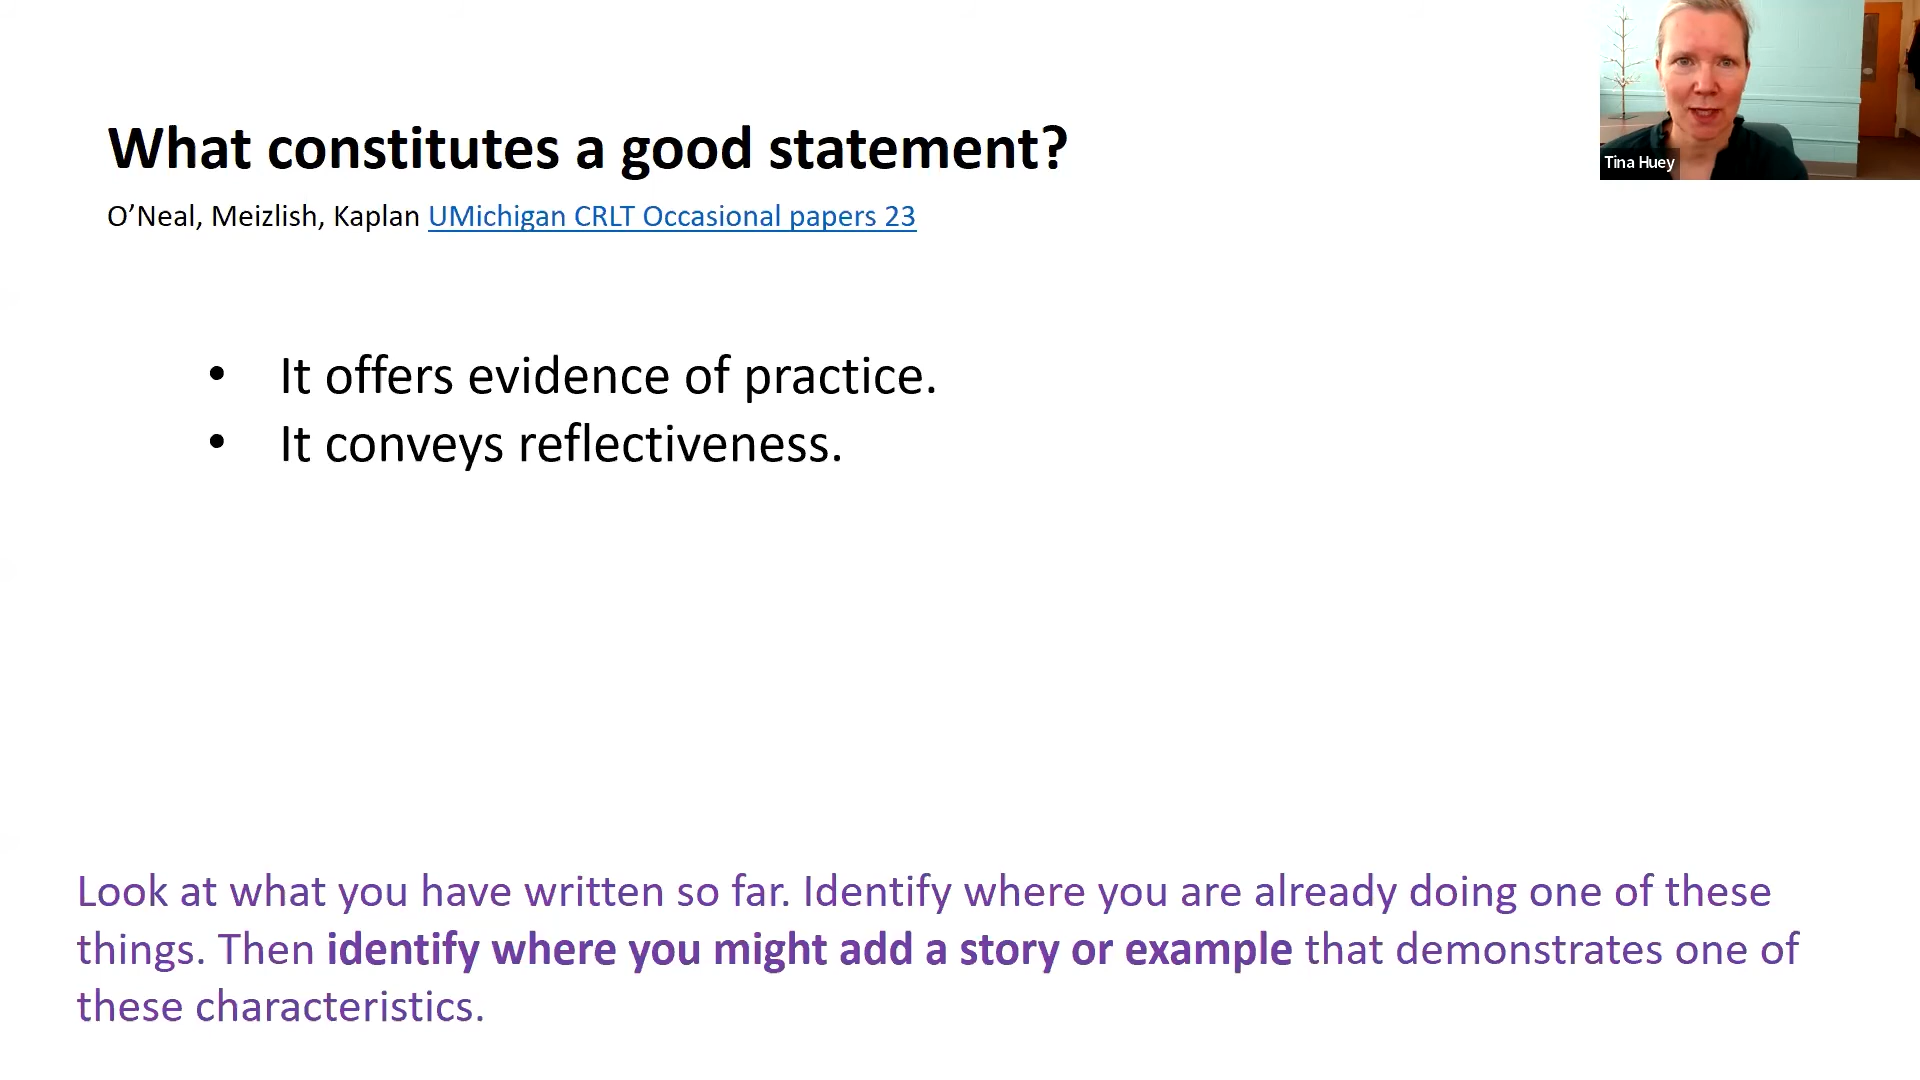 What constitutes a good statement?
O’Neal, Meizlish, Kaplan UMichigan CRLT Occasional papers 23
Tina Huey
• It offers evidence of practice.
• It conveys reflectiveness.
Look at what you have written so far. Identify where you are already doing one of these
things. Then identify where you might add a story or example that demonstrates one of
these characteristics.